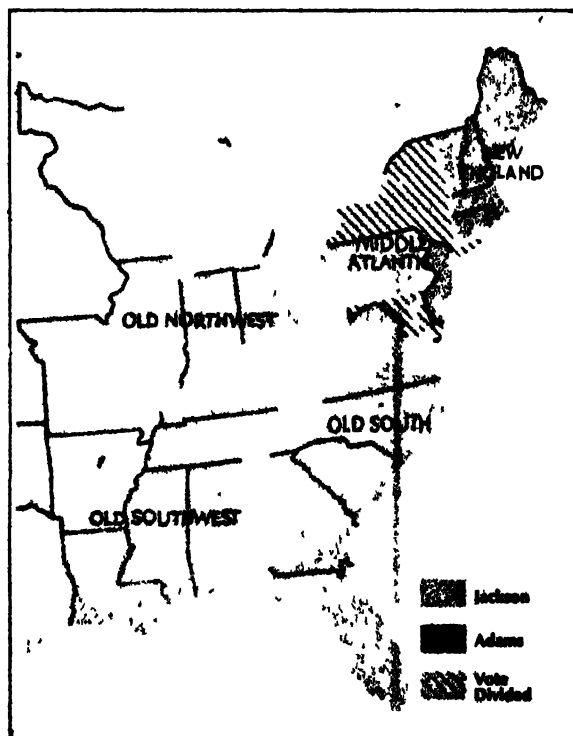 NEW
ENGLAND
MIDDLE
ATLANTIC
OLD NORTHWEST
OLD SOUTH
OLD SOUTHWEST
Jackson
Adams
Vote
Divided